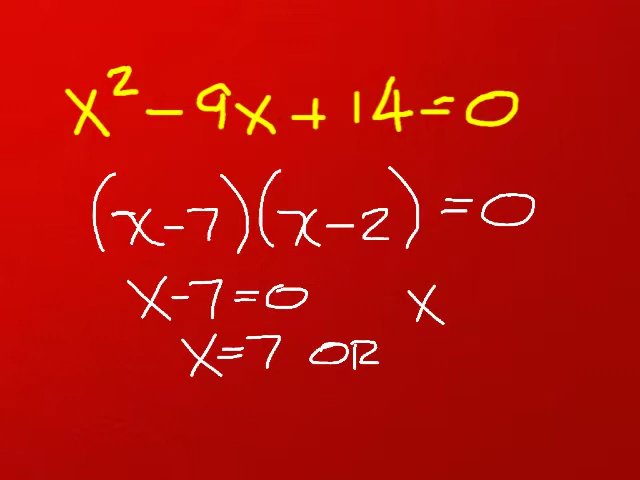 x² - 9x + 14 = 0
(x - 7)(x - 2) = 0
x - 7 = 0 x
x = 7 OR